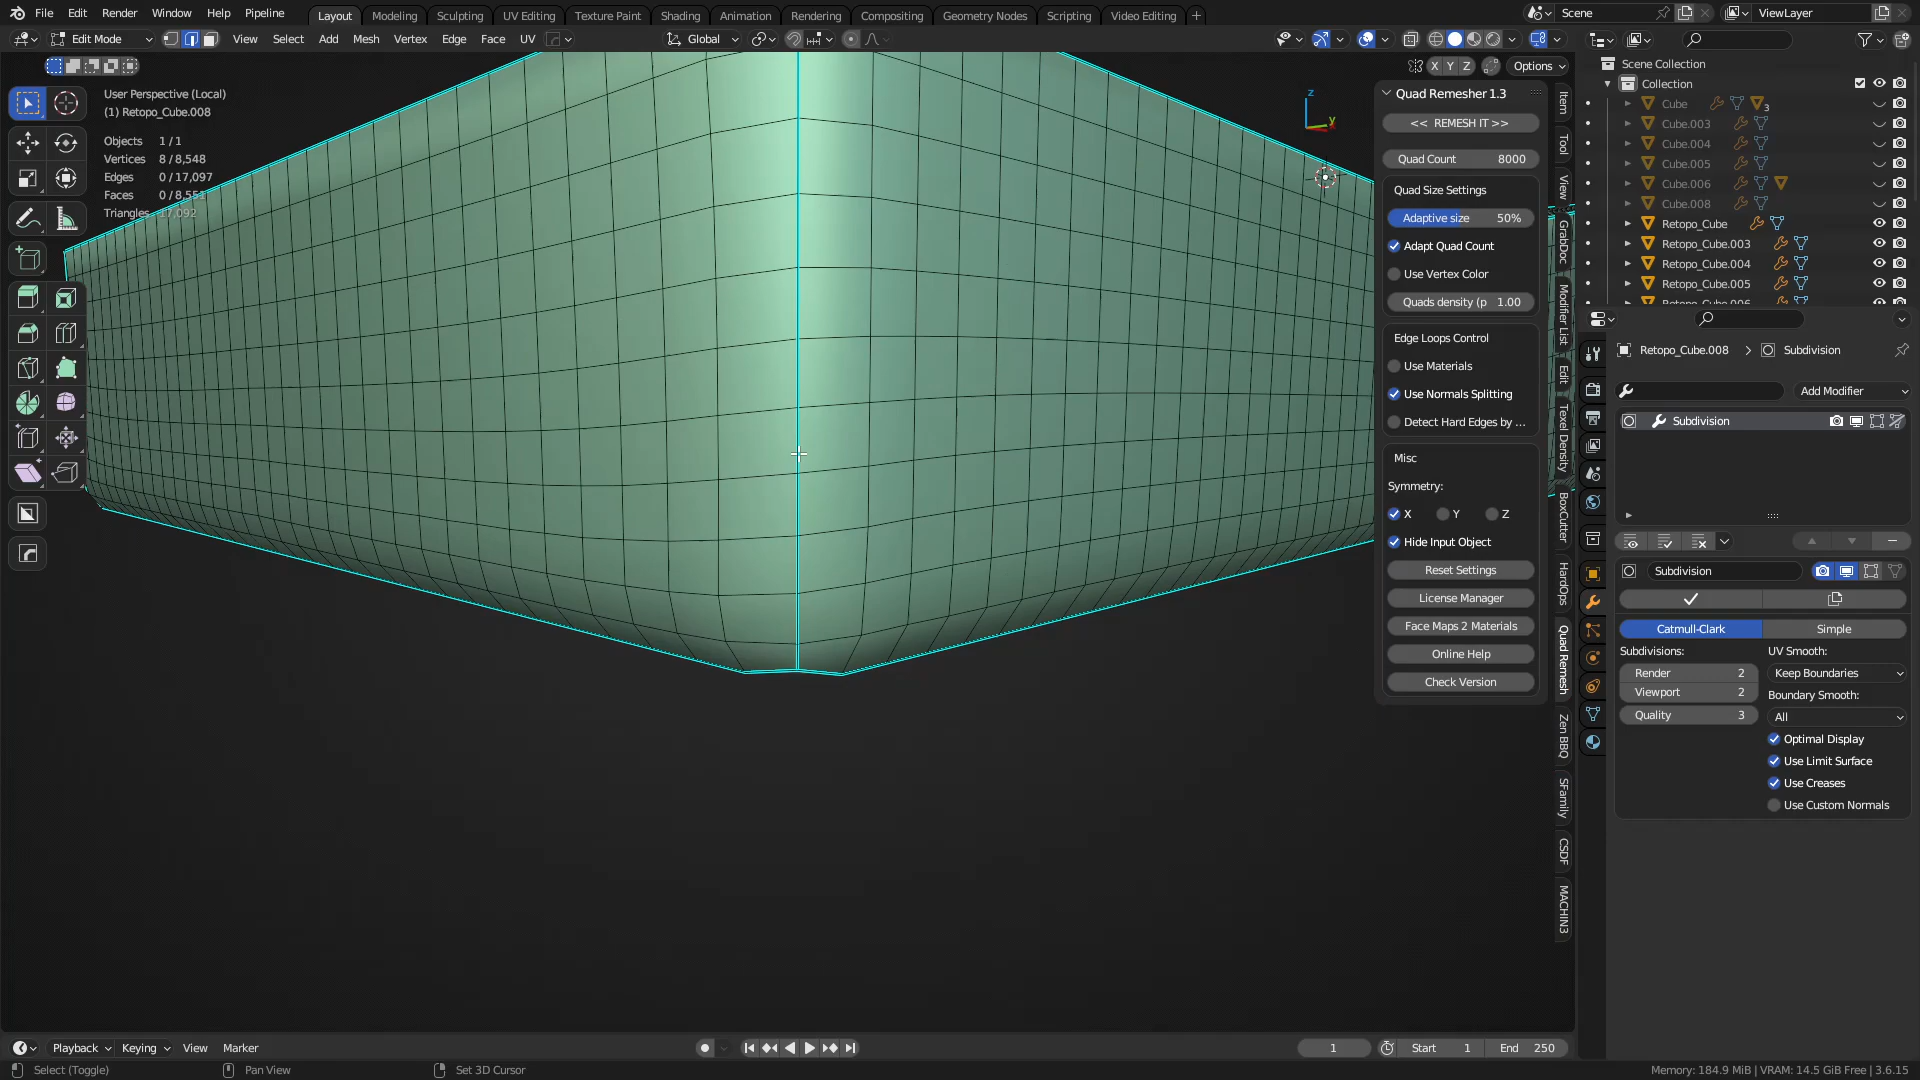 File Edit Render Window Help Pipeline
Layout Modeling Sculpting UV Editing Texture Paint Shading Animation Rendering Compositing Geometry Nodes Scripting Video Editing +
Scene
ViewLayer
Edit Mode
View Select Add Mesh Vertex Edge Face UV
Global
X Y Z
Options
User Perspective (Local)
(1) Retopo_Cube.008
Objects 1/1
Vertices 8/8,548
Edges 0/17,097
Faces 0/8,551
Triangles 17,092
Z
Y
Quad Remesher 1.3
<< REMESH IT >>
Quad Count 8000
Quad Size Settings
Adaptive size 50%
Adapt Quad Count
Use Vertex Color
Quads density (p 1.00
Edge Loops Control
Use Materials
Use Normals Splitting
Detect Hard Edges by ...
Misc
Symmetry:
X Y Z
Hide Input Object
Reset Settings
License Manager
Face Maps 2 Materials
Online Help
Check Version
Item
Tool
View
GrabDoc
Modifier List
Edit
Texel Density
BoxCutter
HardOps
Quad Remesh
Zen BBQ
SFamily
CSDF
MACHIN3
Scene Collection
Collection
Cube 3
Cube.003
Cube.004
Cube.005
Cube.006
Cube.008
Retopo_Cube
Retopo_Cube.003
Retopo_Cube.004
Retopo_Cube.005
Retopo_Cube.006
Retopo_Cube.008 > Subdivision
Add Modifier
Subdivision
Subdivision
Catmull-Clark Simple
Subdivisions:
Render 2
Viewport 2
Quality 3
UV Smooth:
Keep Boundaries
Boundary Smooth:
All
Optimal Display
Use Limit Surface
Use Creases
Use Custom Normals
Playback Keying View Marker
1
Start 1
End 250
Select (Toggle) Pan View Set 3D Cursor
Memory: 184.9 MiB | VRAM: 14.5 GiB Free | 3.6.15